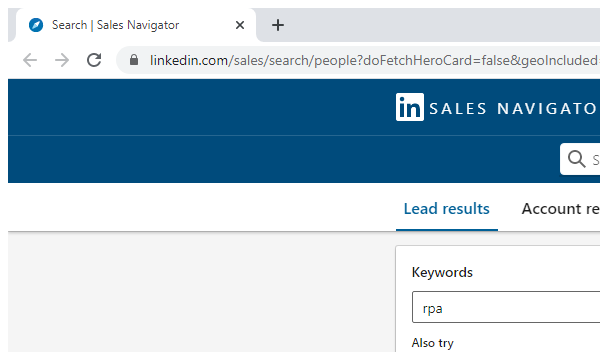 Search | Sales Navigator
linkedin.com/sales/search/people?doFetchHeroCard=false&geoIncluded=
in SALES NAVIGATO
S
Lead results Account re
Keywords
rpa
Also try